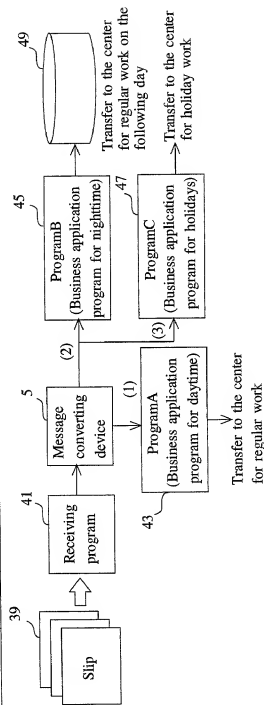 39
Slip
41
Receiving
program
5
Message
converting
device
(1)
(2)
(3)
43
ProgramA
(Business application
program for daytime)
Transfer to the center
for regular work
45
ProgramB
(Business application
program for nighttime)
49
Transfer to the center
for regular work on the
following day
47
ProgramC
(Business application
program for holidays)
Transfer to the center
for holiday work